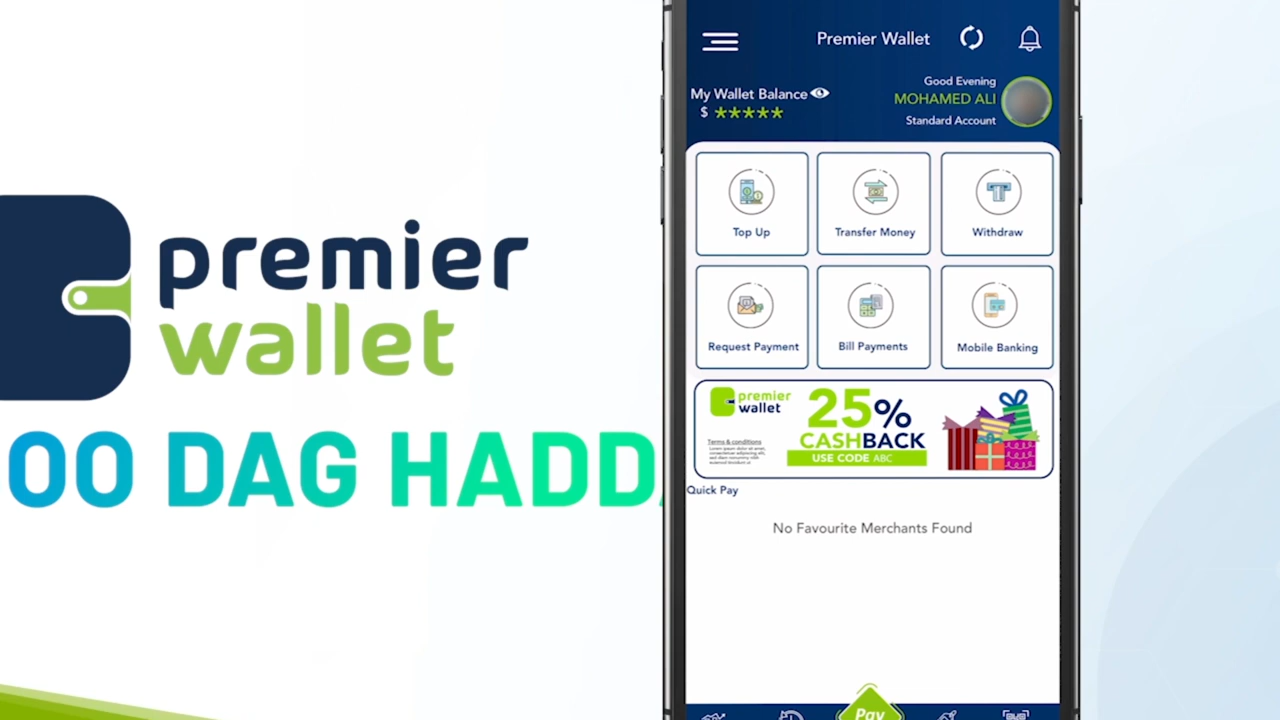 premier
wallet
OO DAG HADD
Premier Wallet
My Wallet Balance
$ *****
Good Evening
MOHAMED ALI
Standard Account
Top Up
Transfer Money
Withdraw
Request Payment
Bill Payments
Mobile Banking
premier
wallet
Terms & conditions
25%
CASHBACK
USE CODE ABC
Quick Pay
No Favourite Merchants Found
Pay